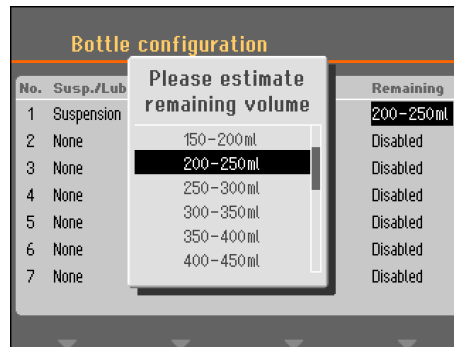 Bottle configuration
No. Susp./Lub Remaining
1 Suspension 200-250ml
2 None Disabled
3 None Disabled
4 None Disabled
5 None Disabled
6 None Disabled
7 None Disabled
Please estimate
remaining volume
150-200ml
200-250ml
250-300ml
300-350ml
350-400ml
400-450ml